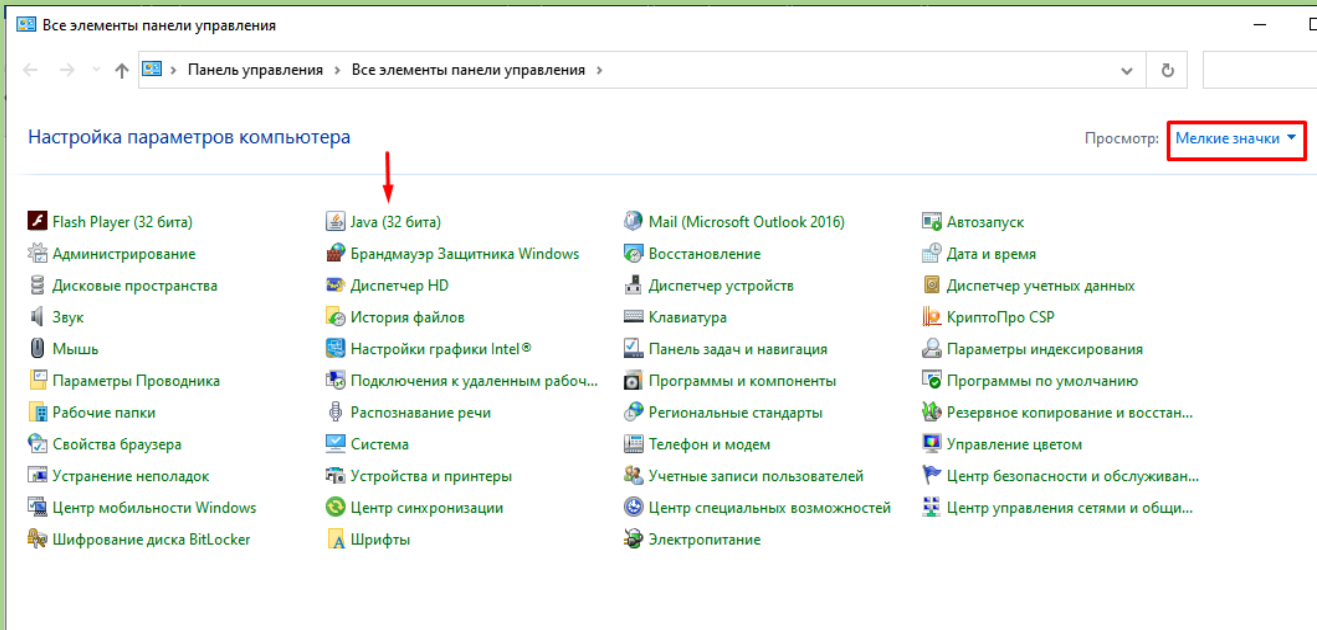 Все элементы панели управления
Панель управления › Все элементы панели управления ›
Настройка параметров компьютера
Просмотр: Мелкие значки
Flash Player (32 бита) Java (32 бита) Mail (Microsoft Outlook 2016) Автозапуск
Администрирование Брандмауэр Защитника Windows Восстановление Дата и время
Дисковые пространства Диспетчер HD Диспетчер устройств Диспетчер учетных данных
Звук История файлов Клавиатура КриптоПро CSP
Мышь Настройки графики Intel® Панель задач и навигация Параметры индексирования
Параметры Проводника Подключения к удаленным рабоч... Программы и компоненты Программы по умолчанию
Рабочие папки Распознавание речи Региональные стандарты Резервное копирование и восстан...
Свойства браузера Система Телефон и модем Управление цветом
Устранение неполадок Устройства и принтеры Учетные записи пользователей Центр безопасности и обслуживан...
Центр мобильности Windows Центр синхронизации Центр специальных возможностей Центр управления сетями и общи...
Шифрование диска BitLocker Шрифты Электропитание